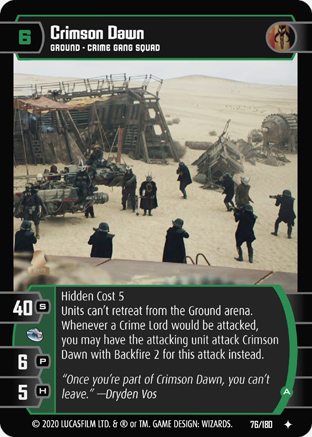 6
Crimson Dawn
GROUND - CRIME GANG SQUAD
40 S
6 P
5 H
Hidden Cost 5
Units can't retreat from the Ground arena.
Whenever a Crime Lord would be attacked,
you may have the attacking unit attack Crimson
Dawn with Backfire 2 for this attack instead.
"Once you're part of Crimson Dawn, you can't
leave." —Dryden Vos
A
© 2020 LUCASFILM LTD. & ® OR TM. GAME DESIGN: WIZARDS. 76/180